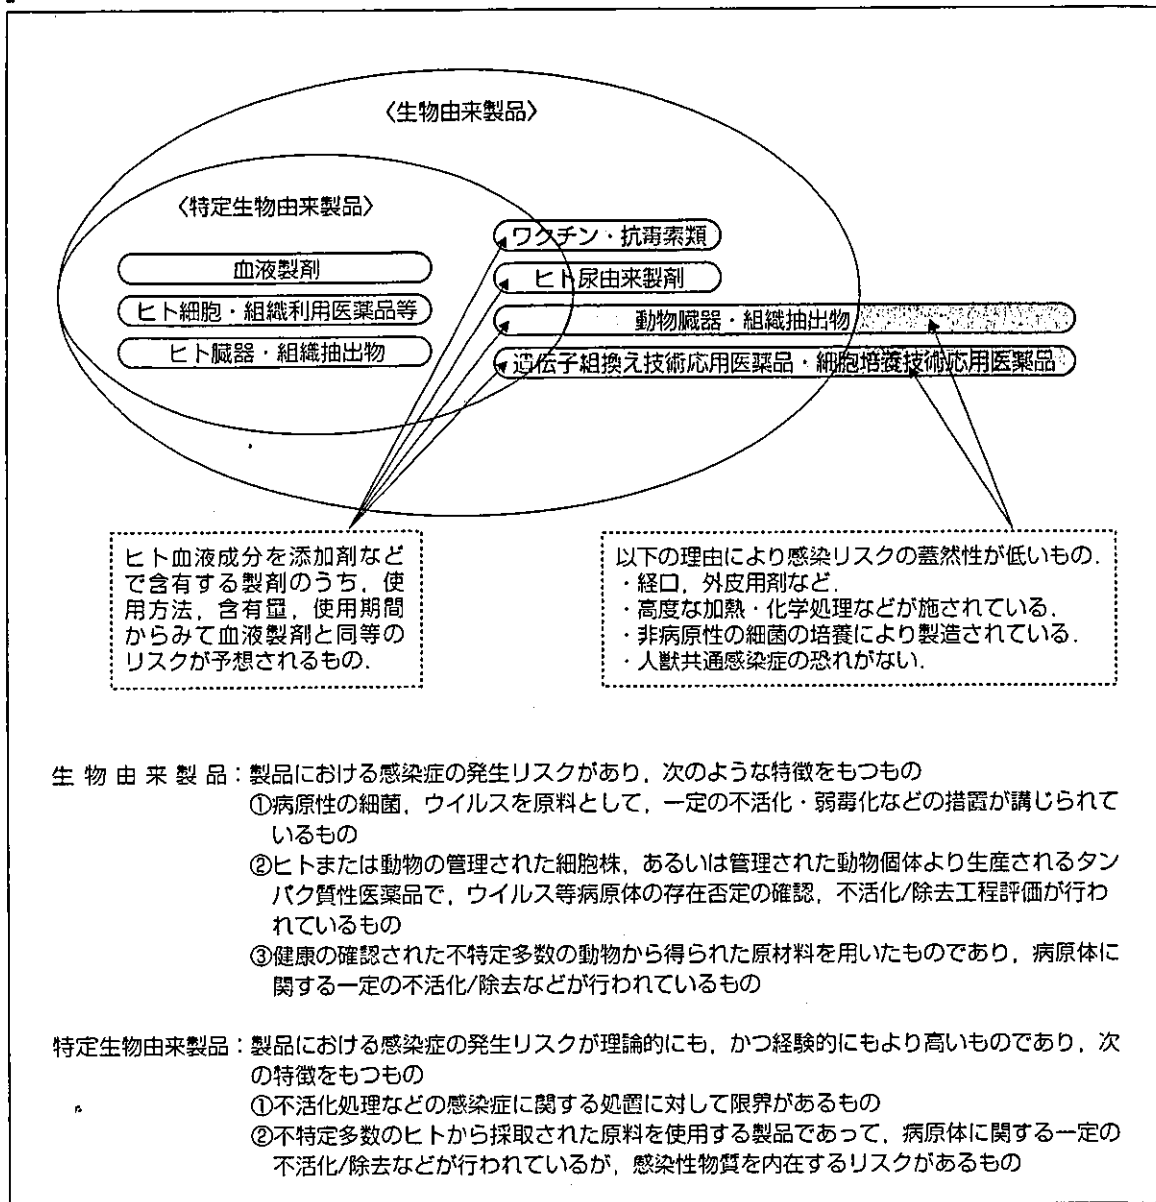 〈生物由来製品〉
〈特定生物由来製品〉
血液製剤
ヒト細胞・組織利用医薬品等
ヒト臓器・組織抽出物
ワクチン・抗毒素類
ヒト尿由来製剤
動物臓器・組織抽出物
遺伝子組換え技術応用医薬品・細胞培養技術応用医薬品
ヒト血液成分を添加剤などで含有する製剤のうち，使用方法，含有量，使用期間からみて血液製剤と同等のリスクが予想されるもの．
以下の理由により感染リスクの蓋然性が低いもの．
・経口，外皮用剤など．
・高度な加熱・化学処理などが施されている．
・非病原性の細菌の培養により製造されている．
・人獣共通感染症の恐れがない．
生物由来製品：製品における感染症の発生リスクがあり，次のような特徴をもつもの
①病原性の細菌，ウイルスを原料として，一定の不活化・弱毒化などの措置が講じられて
いるもの
②ヒトまたは動物の管理された細胞株，あるいは管理された動物個体より生産されるタン
パク質性医薬品で，ウイルス等病原体の存在否定の確認，不活化/除去工程評価が行わ
れているもの
③健康の確認された不特定多数の動物から得られた原材料を用いたものであり，病原体に
関する一定の不活化/除去などが行われているもの
特定生物由来製品：製品における感染症の発生リスクが理論的にも，かつ経験的にもより高いものであり，次
の特徴をもつもの
①不活化処理などの感染症に関する処置に対して限界があるもの
②不特定多数のヒトから採取された原料を使用する製品であって，病原体に関する一定の
不活化/除去などが行われているが，感染性物質を内在するリスクがあるもの